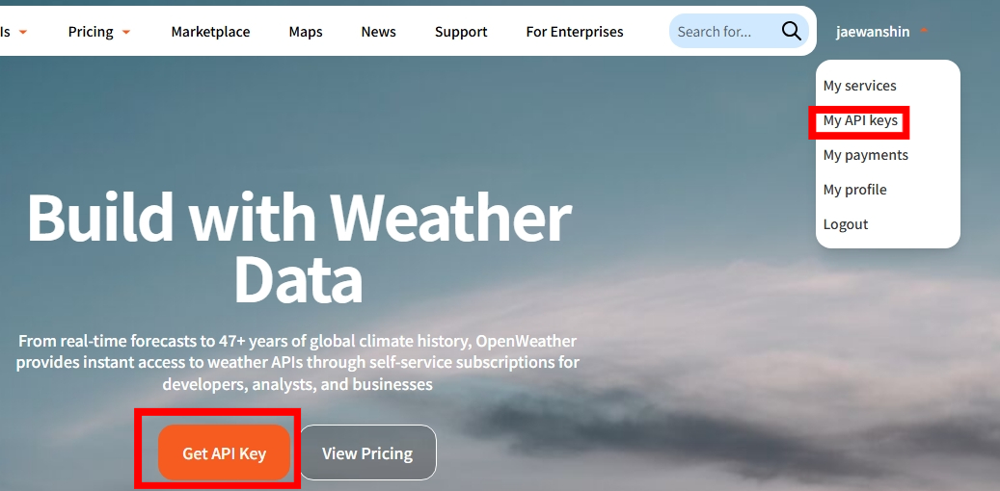 ls Pricing Marketplace Maps News Support For Enterprises Search for... jaewanshin
My services
My API keys
My payments
My profile
Logout
Build with Weather
Data
From real-time forecasts to 47+ years of global climate history, OpenWeather
provides instant access to weather APIs through self-service subscriptions for
developers, analysts, and businesses
Get API Key View Pricing